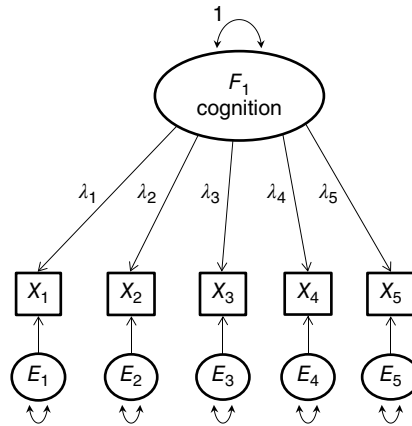 1
F₁
cognition
λ₁ λ₂ λ₃ λ₄ λ₅
X₁ X₂ X₃ X₄ X₅
E₁ E₂ E₃ E₄ E₅